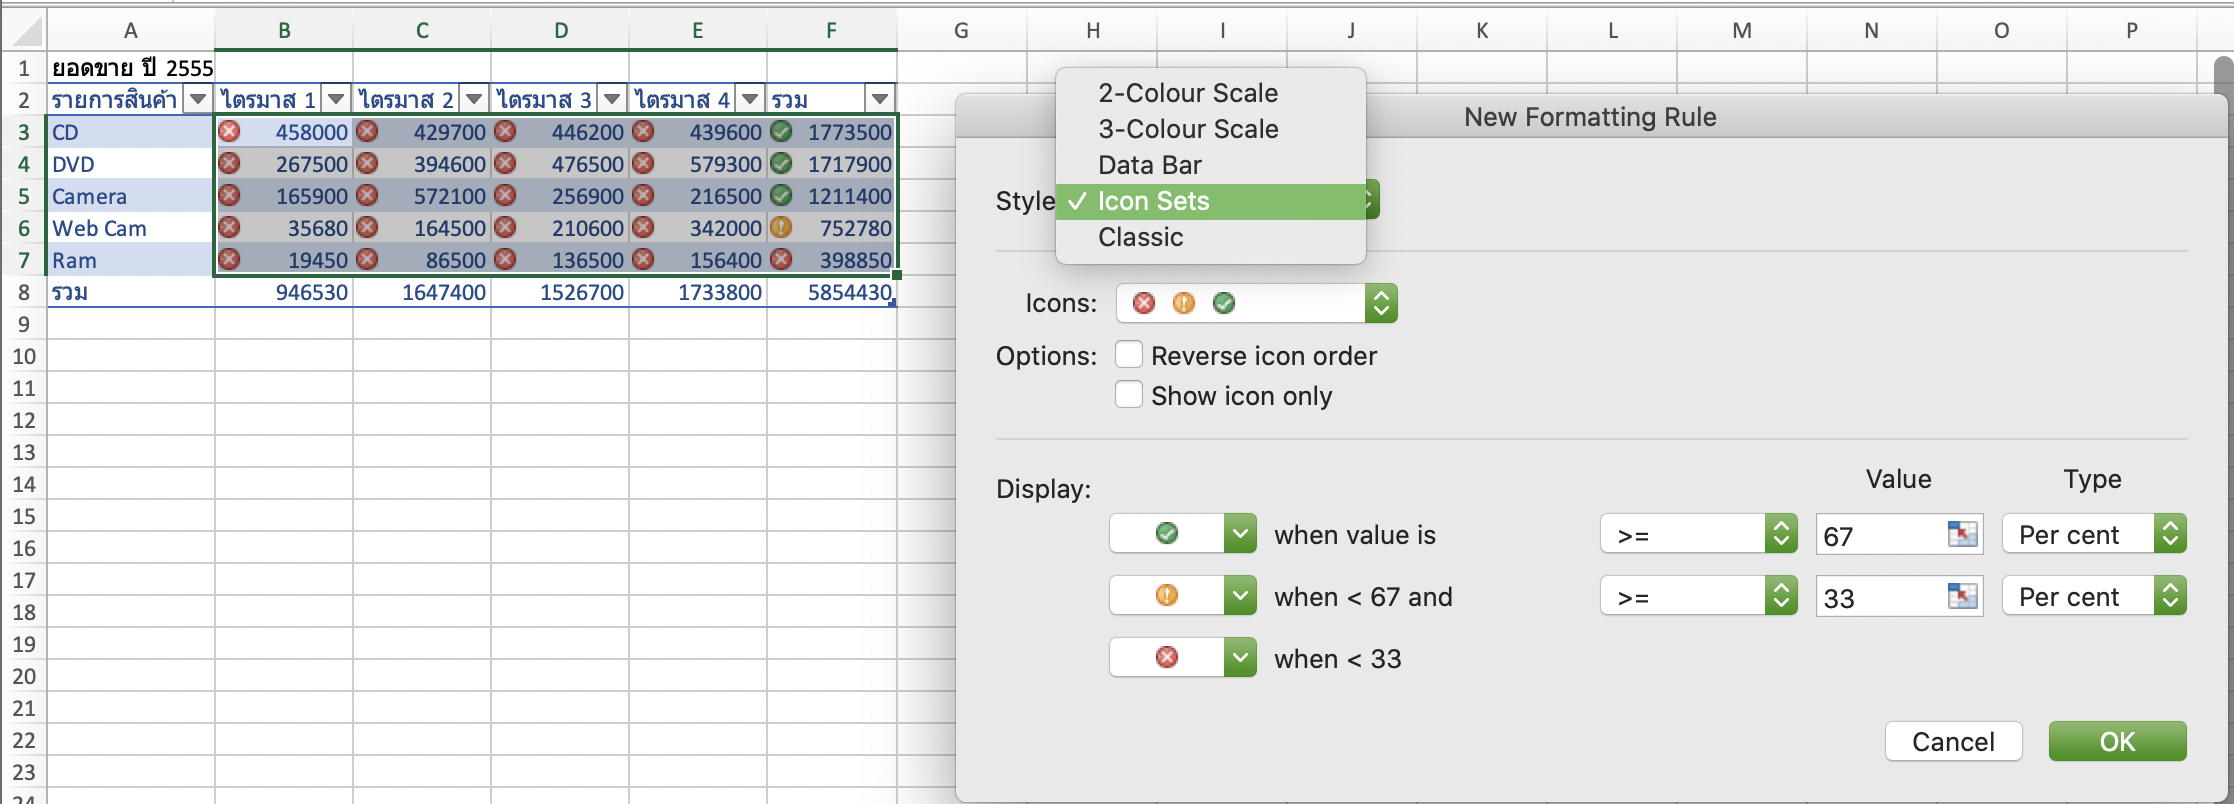 A B C D E F G H I J K L M N O P
1 ยอดขาย ปี 2555
2 รายการสินค้า ไตรมาส 1 ไตรมาส 2 ไตรมาส 3 ไตรมาส 4 รวม
3 CD 458000 429700 446200 439600 1773500
4 DVD 267500 394600 476500 579300 1717900
5 Camera 165900 572100 256900 216500 1211400
6 Web Cam 35680 164500 210600 342000 752780
7 Ram 19450 86500 136500 156400 398850
8 รวม 946530 1647400 1526700 1733800 5854430
9
10
11
12
13
14
15
16
17
18
19
20
21
22
23
24
New Formatting Rule
Style
2-Colour Scale
3-Colour Scale
Data Bar
✓ Icon Sets
Classic
Icons:
Options: Reverse icon order
Show icon only
Display: Value Type
when value is >= 67 Per cent
when < 67 and >= 33 Per cent
when < 33
Cancel OK